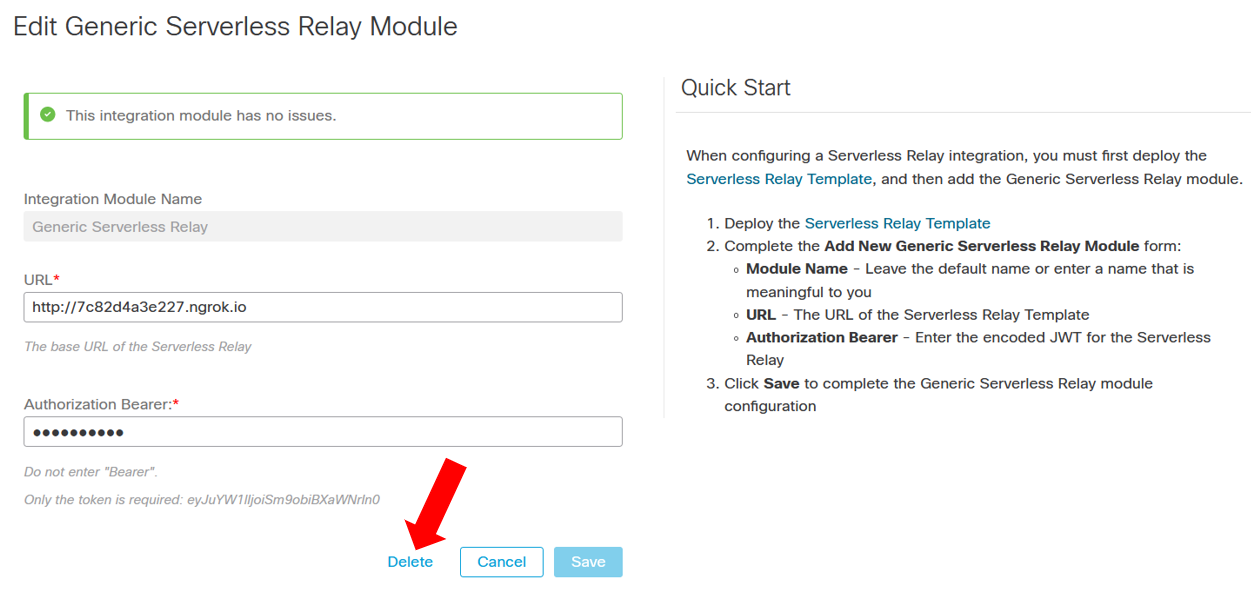 Edit Generic Serverless Relay Module
This integration module has no issues.
Integration Module Name
Generic Serverless Relay
URL*
http://7c82d4a3e227.ngrok.io
The base URL of the Serverless Relay
Authorization Bearer:*
●●●●●●●●●●
Do not enter "Bearer".
Only the token is required: eyJuYW1lIjoiSm9obiBXaWNrIn0
Delete
Cancel
Save
Quick Start
When configuring a Serverless Relay integration, you must first deploy the
Serverless Relay Template, and then add the Generic Serverless Relay module.
1. Deploy the Serverless Relay Template
2. Complete the Add New Generic Serverless Relay Module form:
○ Module Name - Leave the default name or enter a name that is
meaningful to you
○ URL - The URL of the Serverless Relay Template
○ Authorization Bearer - Enter the encoded JWT for the Serverless
Relay
3. Click Save to complete the Generic Serverless Relay module
configuration